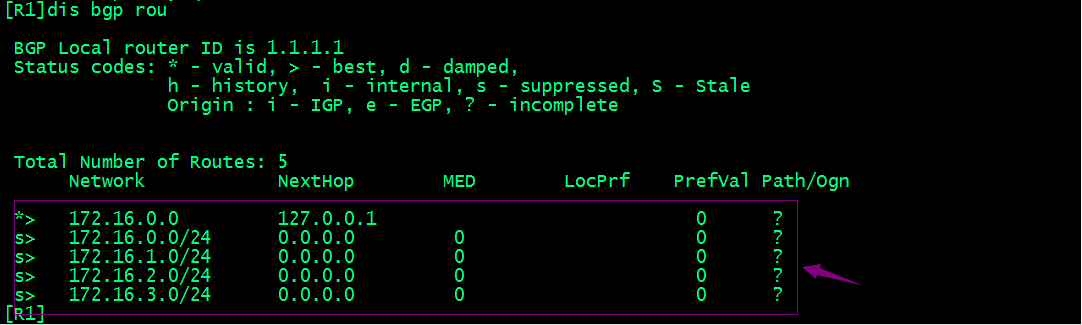 [R1]dis bgp rou
BGP Local router ID is 1.1.1.1
Status codes: * - valid, > - best, d - damped,
h - history,  i - internal, s - suppressed, S - Stale
Origin : i - IGP, e - EGP, ? - incomplete
Total Number of Routes: 5
Network NextHop MED LocPrf PrefVal Path/Ogn
*> 172.16.0.0 127.0.0.1 0 ?
s> 172.16.0.0/24 0.0.0.0 0 0 ?
s> 172.16.1.0/24 0.0.0.0 0 0 ?
s> 172.16.2.0/24 0.0.0.0 0 0 ?
s> 172.16.3.0/24 0.0.0.0 0 0 ?
[R1]